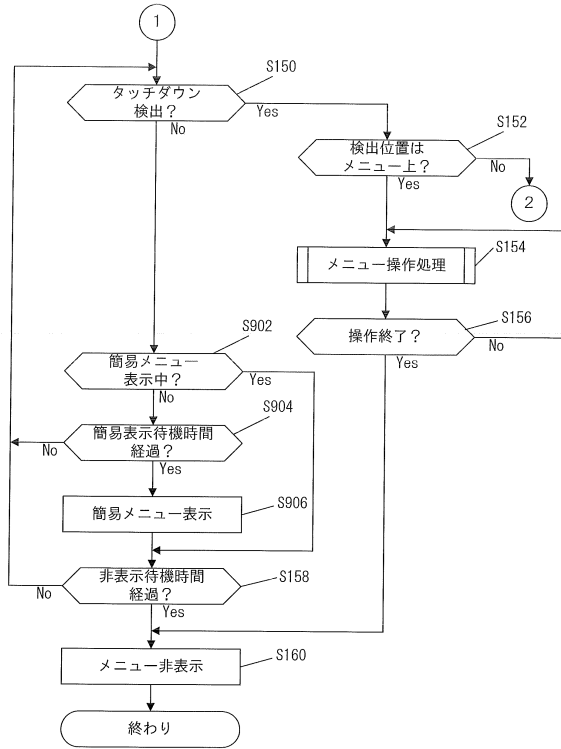 1
S150
タッチダウン
検出？
Yes
No
S152
検出位置は
メニュー上？
No
Yes
2
S154
メニュー操作処理
S156
操作終了？
No
Yes
S902
簡易メニュー
表示中？
Yes
No
S904
簡易表示待機時間
経過？
No
Yes
S906
簡易メニュー表示
S158
非表示待機時間
経過？
No
Yes
S160
メニュー非表示
終わり